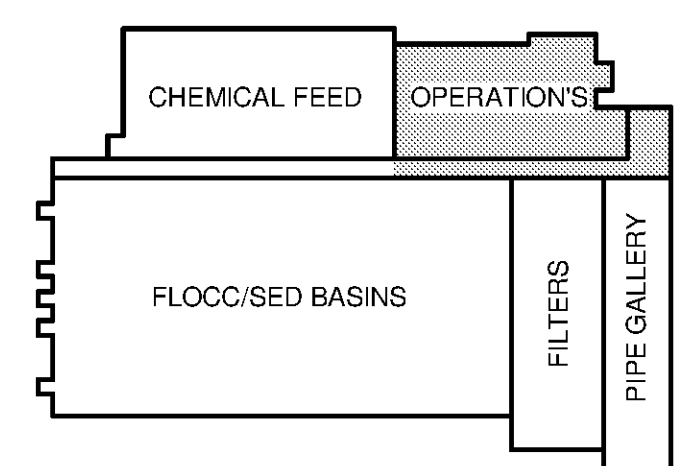 CHEMICAL FEED
OPERATION'S
FLOCC/SED BASINS
FILTERS
PIPE GALLERY